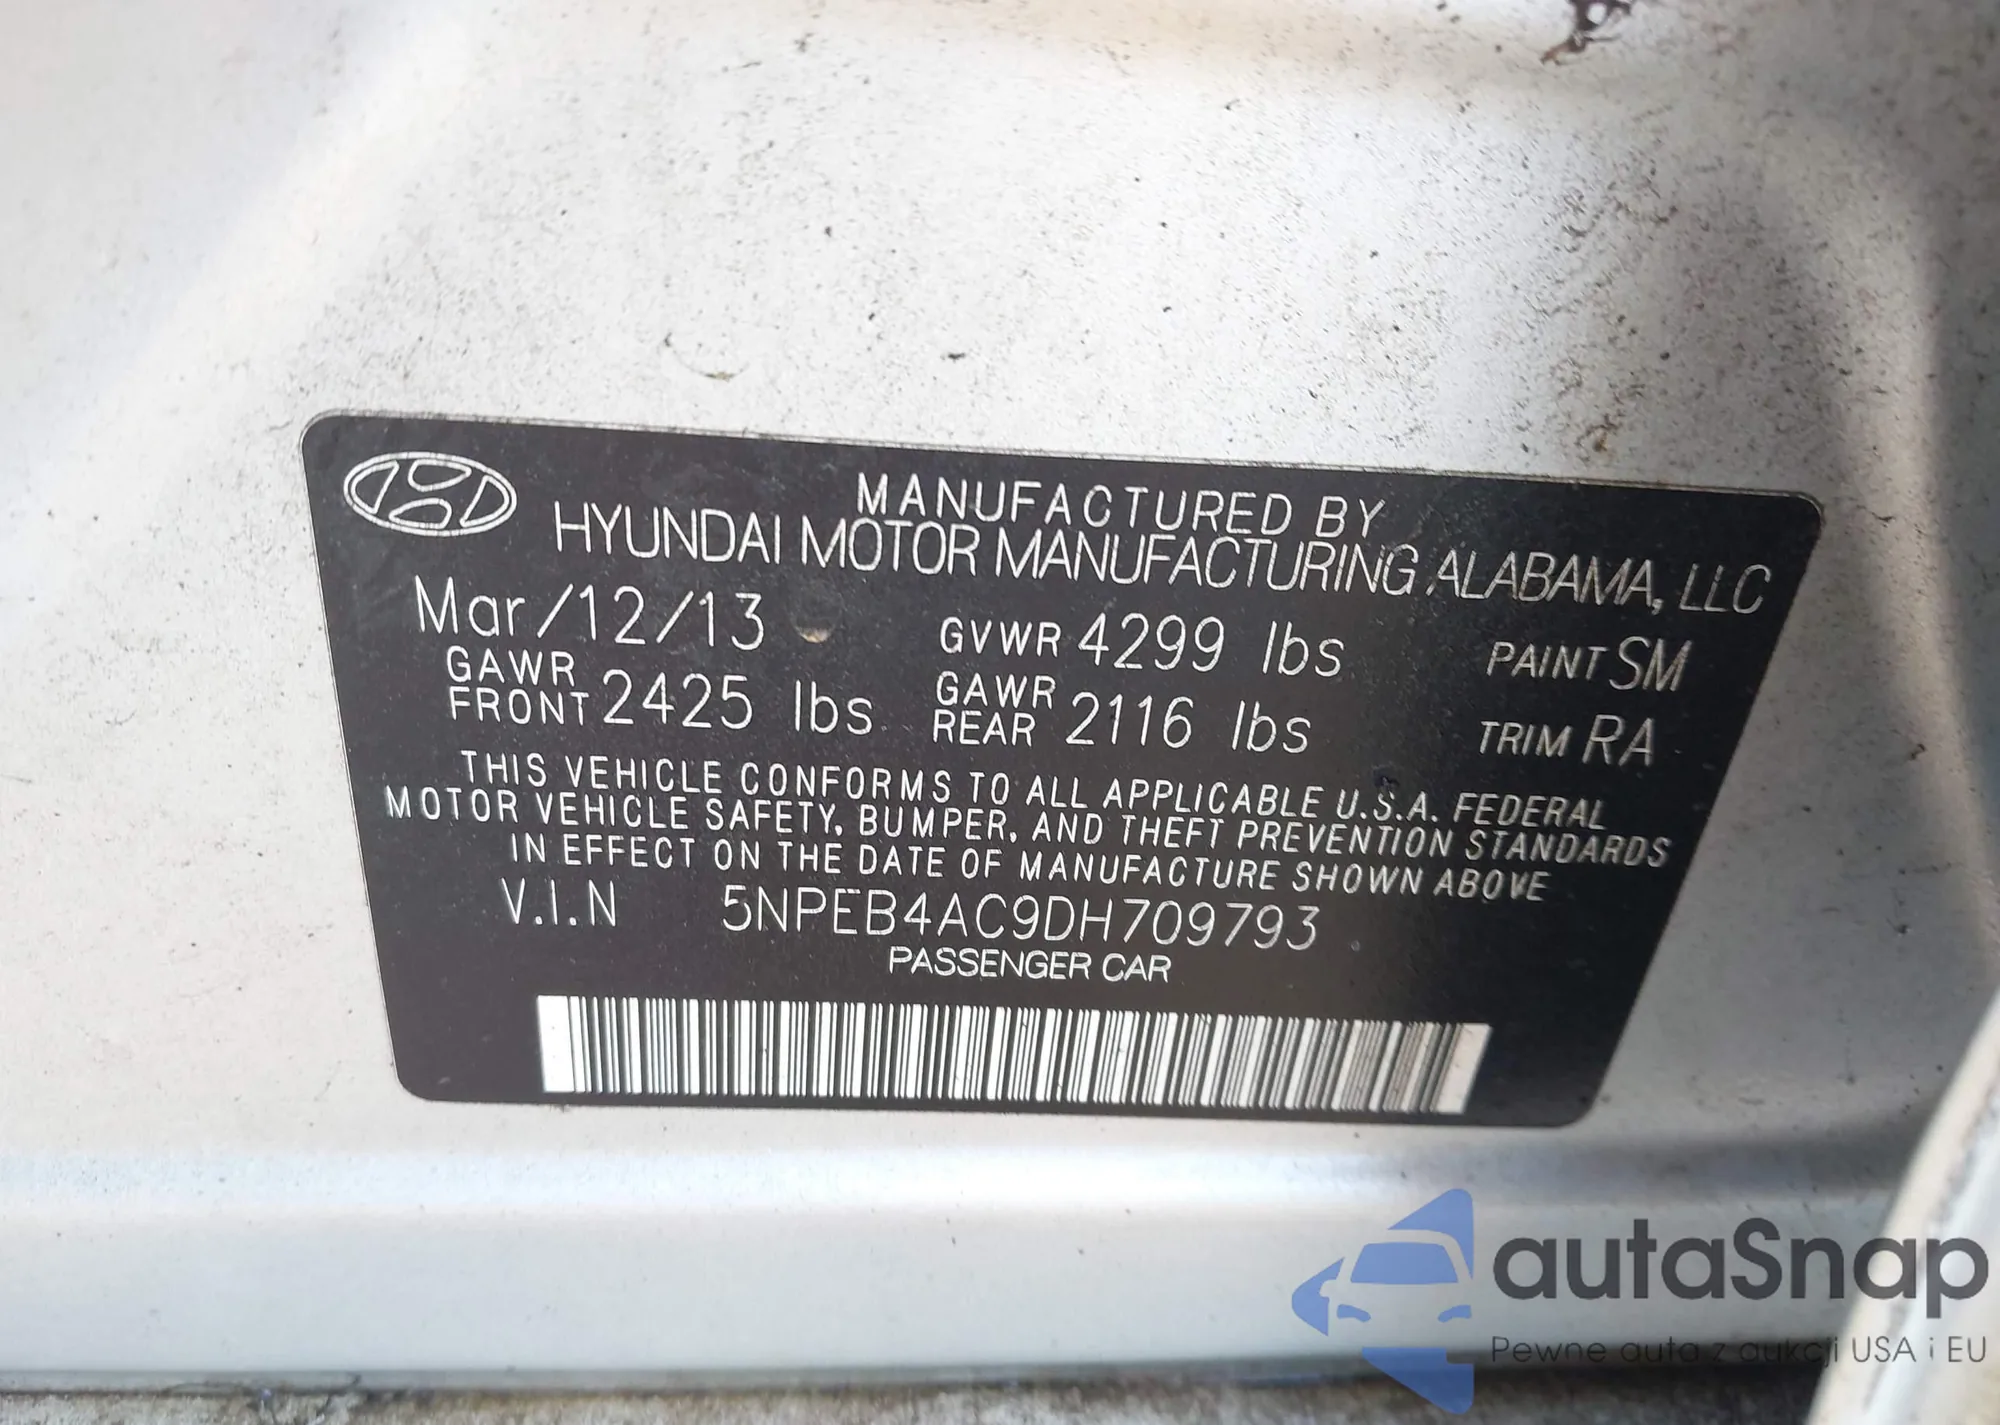 MANUFACTURED BY
HYUNDAI MOTOR MANUFACTURING ALABAMA, LLC
Mar/12/13 GVWR 4299 lbs PAINT SM
GAWR FRONT 2425 lbs GAWR REAR 2116 lbs TRIM RA
THIS VEHICLE CONFORMS TO ALL APPLICABLE U.S.A. FEDERAL
MOTOR VEHICLE SAFETY, BUMPER, AND THEFT PREVENTION STANDARDS
IN EFFECT ON THE DATE OF MANUFACTURE SHOWN ABOVE
V.I.N 5NPEB4AC9DH709793
PASSENGER CAR
autaSnap
Pewne auta z aukcji USA i EU